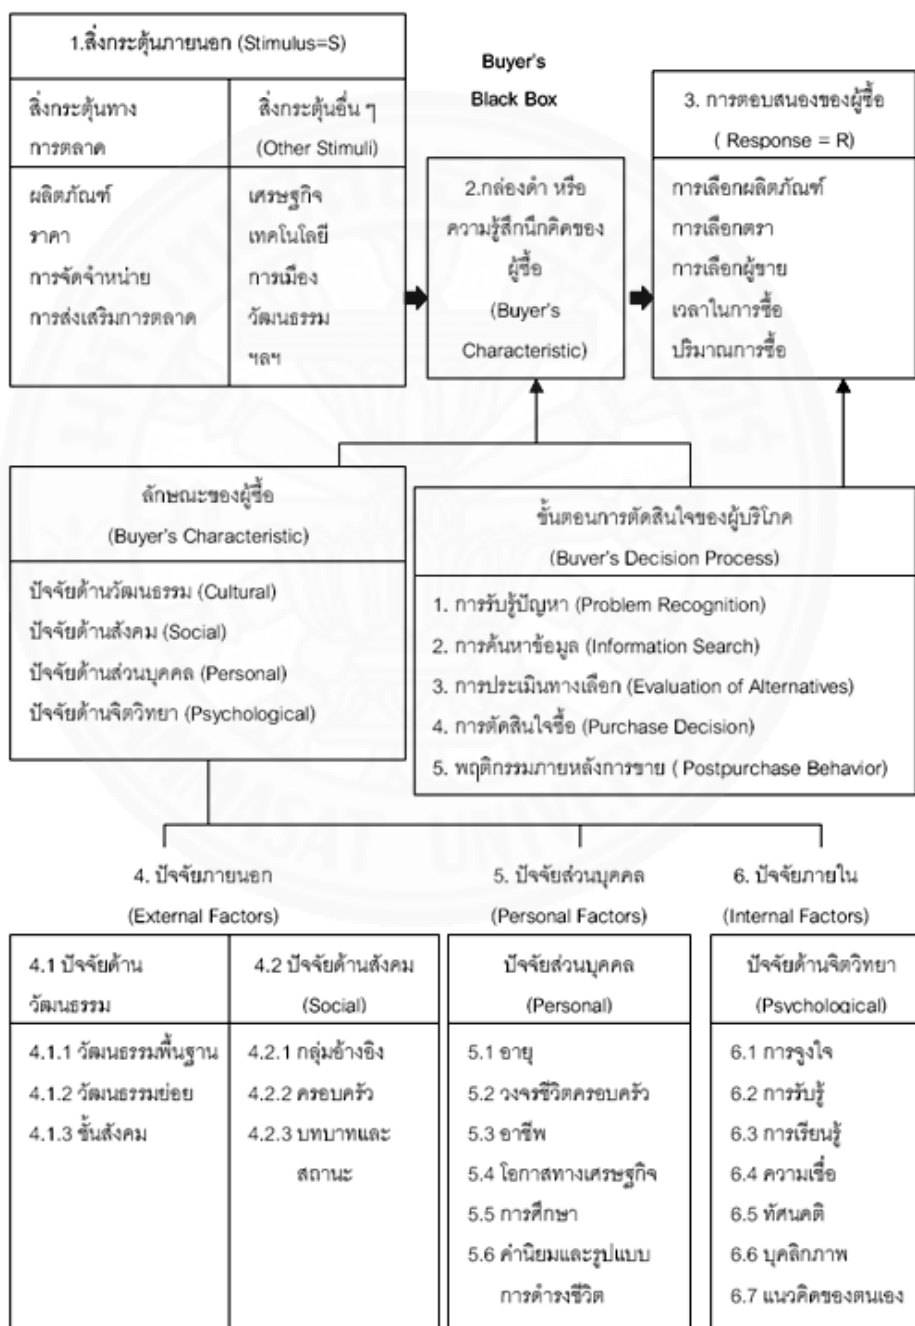 1.สิ่งกระตุ้นภายนอก (Stimulus=S)
สิ่งกระตุ้นทาง
การตลาด
สิ่งกระตุ้นอื่น ๆ
(Other Stimuli)
ผลิตภัณฑ์
ราคา
การจัดจำหน่าย
การส่งเสริมการตลาด
เศรษฐกิจ
เทคโนโลยี
การเมือง
วัฒนธรรม
ฯลฯ
Buyer's
Black Box
2.กล่องดำ หรือ
ความรู้สึกนึกคิดของ
ผู้ซื้อ
(Buyer's
Characteristic)
3. การตอบสนองของผู้ซื้อ
( Response = R)
การเลือกผลิตภัณฑ์
การเลือกตรา
การเลือกผู้ขาย
เวลาในการซื้อ
ปริมาณการซื้อ
ลักษณะของผู้ซื้อ
(Buyer's Characteristic)
ปัจจัยด้านวัฒนธรรม (Cultural)
ปัจจัยด้านสังคม (Social)
ปัจจัยด้านส่วนบุคคล (Personal)
ปัจจัยด้านจิตวิทยา (Psychological)
ขั้นตอนการตัดสินใจของผู้บริโภค
(Buyer's Decision Process)
1. การรับรู้ปัญหา (Problem Recognition)
2. การค้นหาข้อมูล (Information Search)
3. การประเมินทางเลือก (Evaluation of Alternatives)
4. การตัดสินใจซื้อ (Purchase Decision)
5. พฤติกรรมภายหลังการขาย ( Postpurchase Behavior)
4. ปัจจัยภายนอก
(External Factors)
5. ปัจจัยส่วนบุคคล
(Personal Factors)
6. ปัจจัยภายใน
(Internal Factors)
4.1 ปัจจัยด้าน
วัฒนธรรม
4.1.1 วัฒนธรรมพื้นฐาน
4.1.2 วัฒนธรรมย่อย
4.1.3 ชั้นสังคม
4.2 ปัจจัยด้านสังคม
(Social)
4.2.1 กลุ่มอ้างอิง
4.2.2 ครอบครัว
4.2.3 บทบาทและ
สถานะ
ปัจจัยส่วนบุคคล
(Personal)
5.1 อายุ
5.2 วงจรชีวิตครอบครัว
5.3 อาชีพ
5.4 โอกาสทางเศรษฐกิจ
5.5 การศึกษา
5.6 ค่านิยมและรูปแบบ
การดำรงชีวิต
ปัจจัยด้านจิตวิทยา
(Psychological)
6.1 การจูงใจ
6.2 การรับรู้
6.3 การเรียนรู้
6.4 ความเชื่อ
6.5 ทัศนคติ
6.6 บุคลิกภาพ
6.7 แนวคิดของตนเอง
THAMMASAT UNIVERSITY